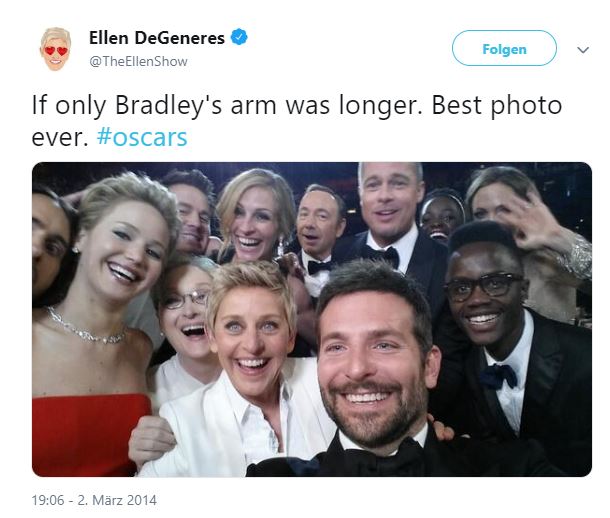 Ellen DeGeneres
@TheEllenShow
Folgen
If only Bradley's arm was longer. Best photo
ever. #oscars
19:06 - 2. März 2014